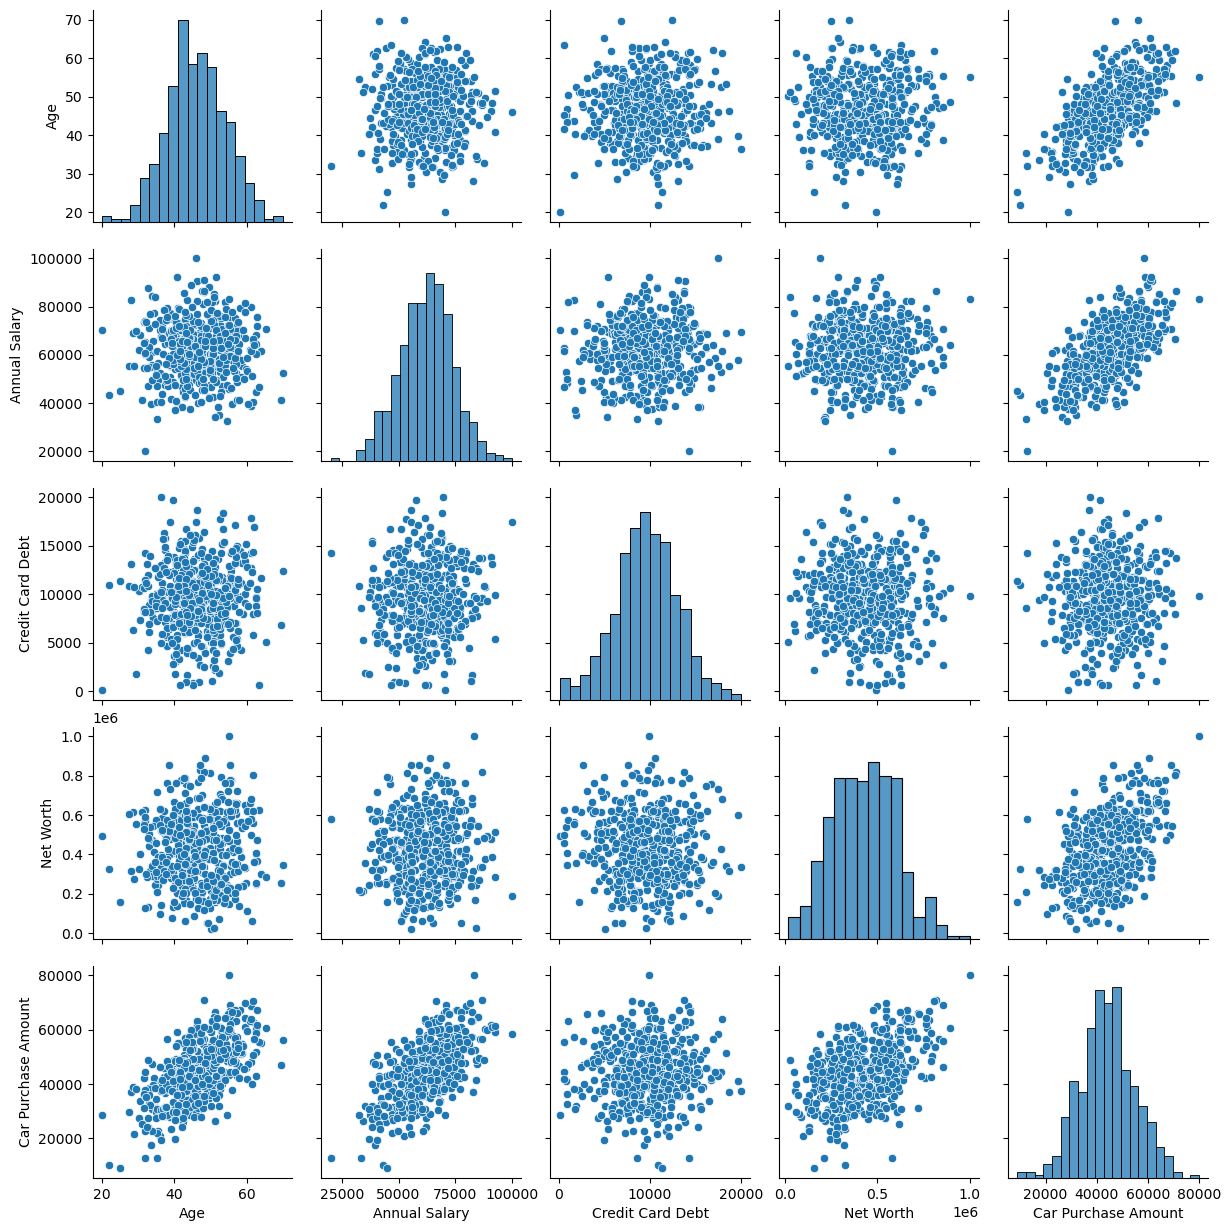 70
60
50
40
30
20
Age
100000
80000
60000
40000
20000
Annual Salary
20000
15000
10000
5000
0
Credit Card Debt
1e6
1.0
0.8
0.6
0.4
0.2
0.0
Net Worth
80000
60000
40000
20000
Car Purchase Amount
20 40 60
25000 50000 75000 100000
0 10000 20000
0.0 0.5 1.0
20000 40000 60000 80000
1e6
Age Annual Salary Credit Card Debt Net Worth Car Purchase Amount